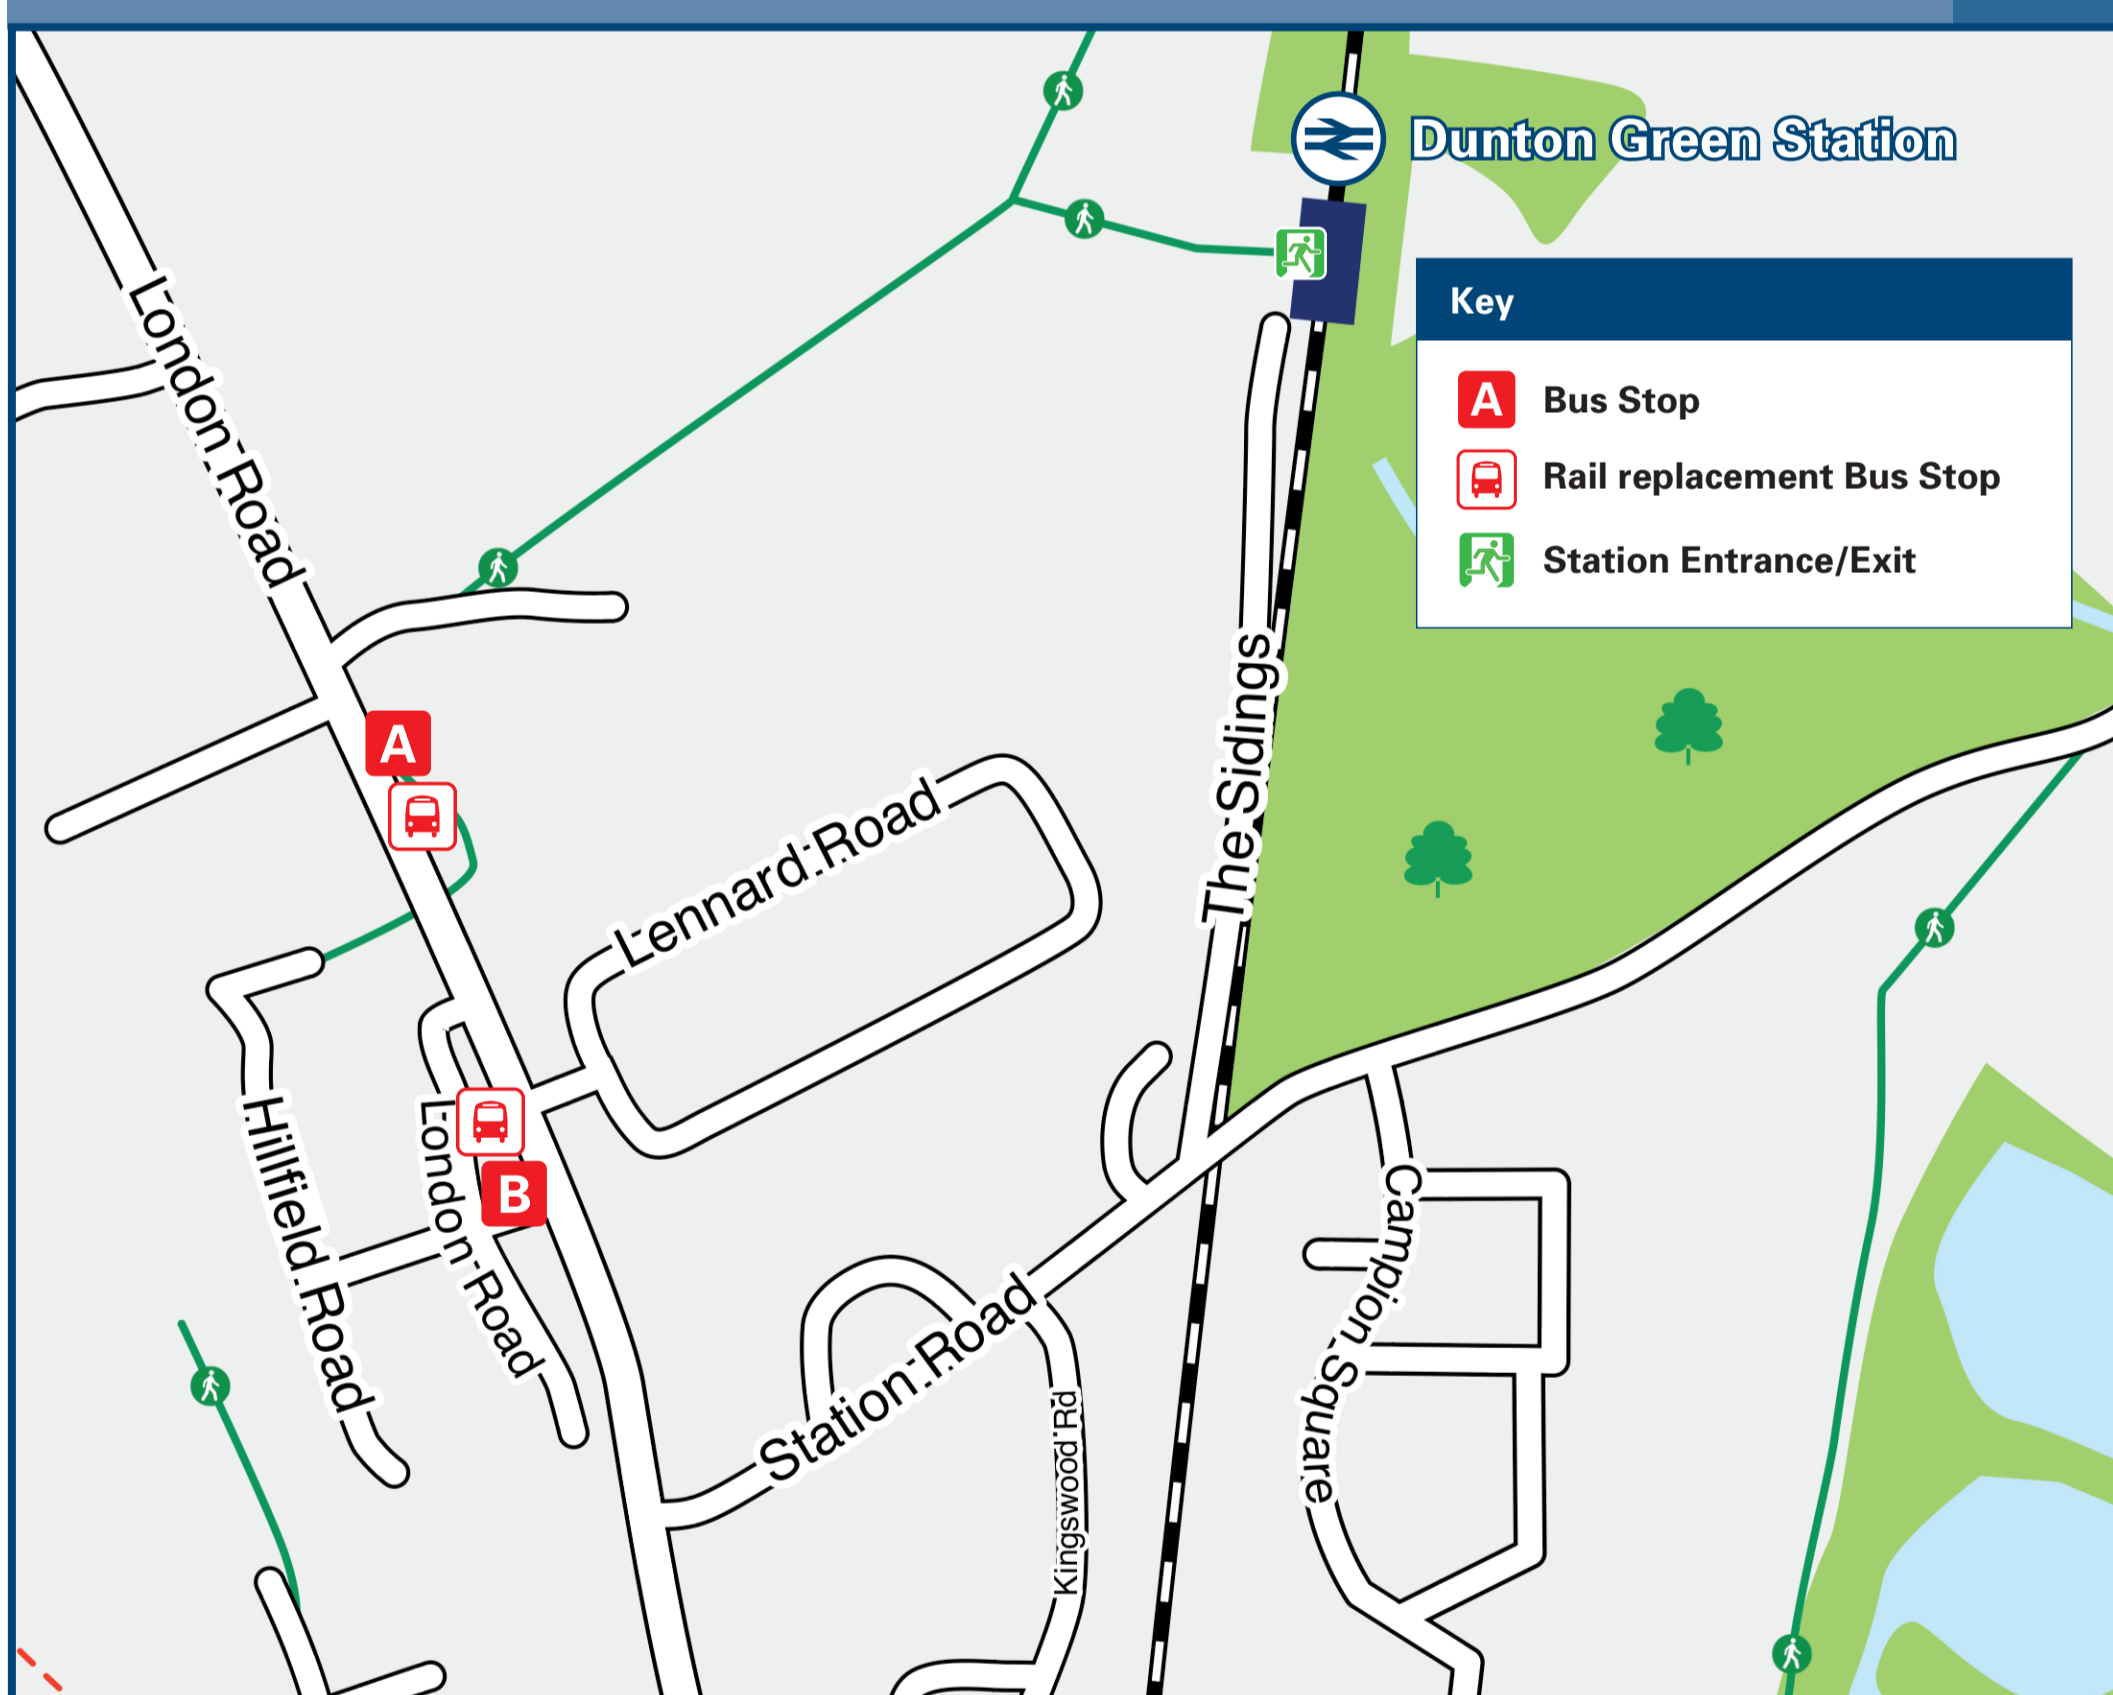 Dunton Green Station
Key
A Bus Stop
Rail replacement Bus Stop
Station Entrance/Exit
London Road
A
Lennard Road
The Sidings
Hillfield Road
London Road
B
Station Road
Kingswood Rd
Campion Square